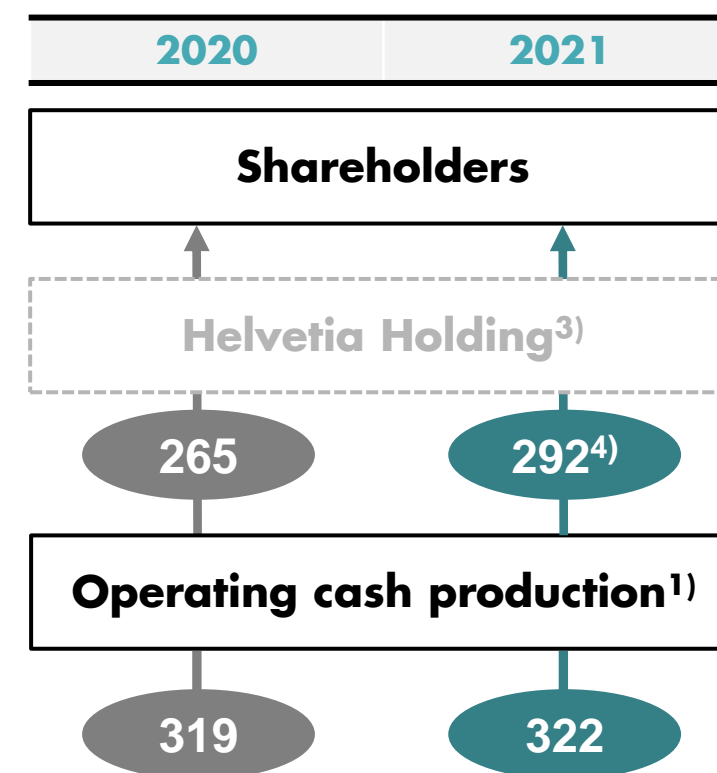 2020 2021
Shareholders
Helvetia Holding3)
265 2924)
Operating cash production1)
319 322